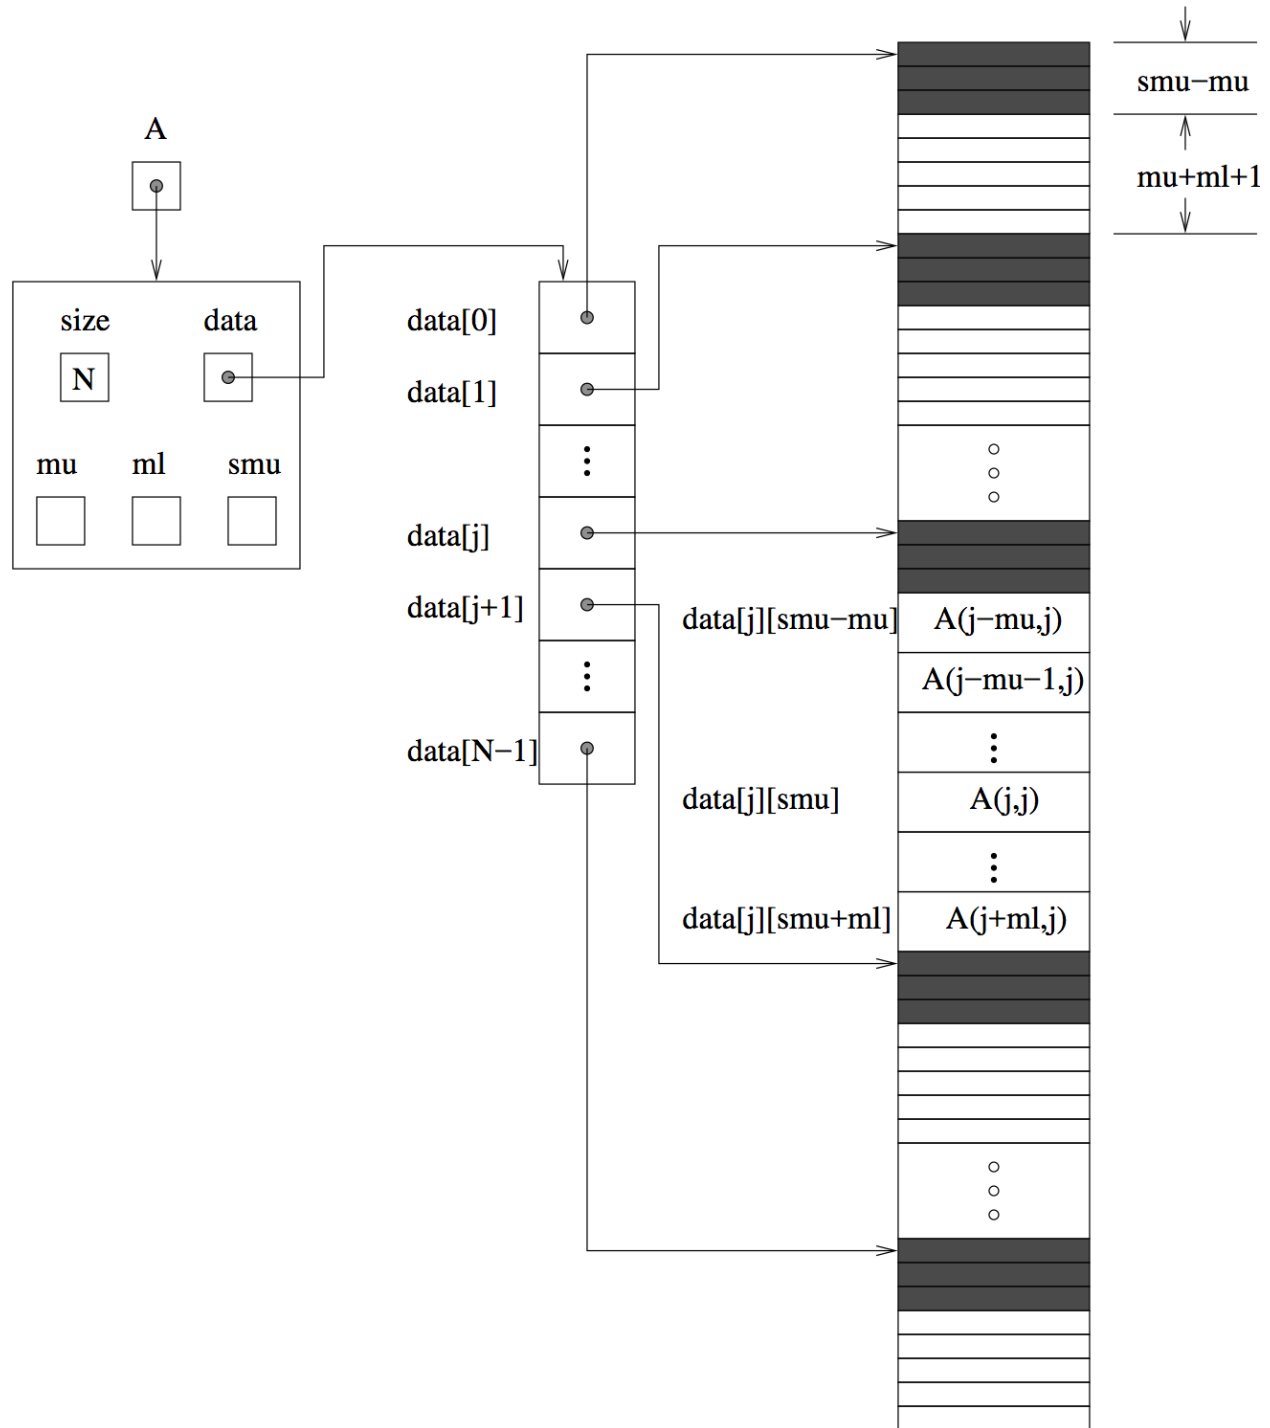 smu−mu
mu+ml+1
A
size
data
N
mu
ml
smu
data[0]
data[1]
data[j]
data[j+1]
data[N−1]
data[j][smu−mu]
A(j−mu,j)
A(j−mu−1,j)
data[j][smu]
A(j,j)
data[j][smu+ml]
A(j+ml,j)